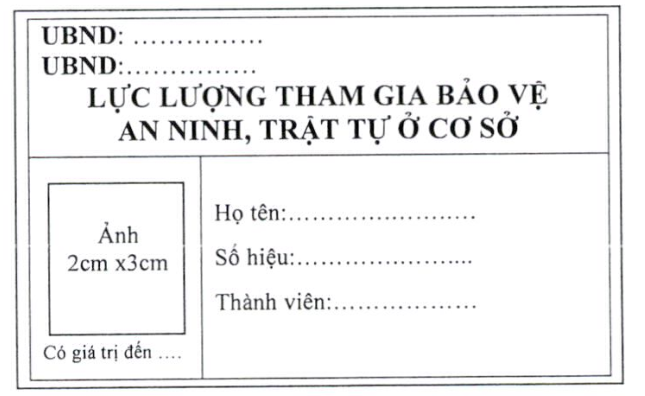 UBND: ……………
UBND:……………
LỰC LƯỢNG THAM GIA BẢO VỆ
AN NINH, TRẬT TỰ Ở CƠ SỞ
Ảnh
2cm x3cm
Có giá trị đến ….
Họ tên:……………………
Số hiệu:…………………...
Thành viên:………………